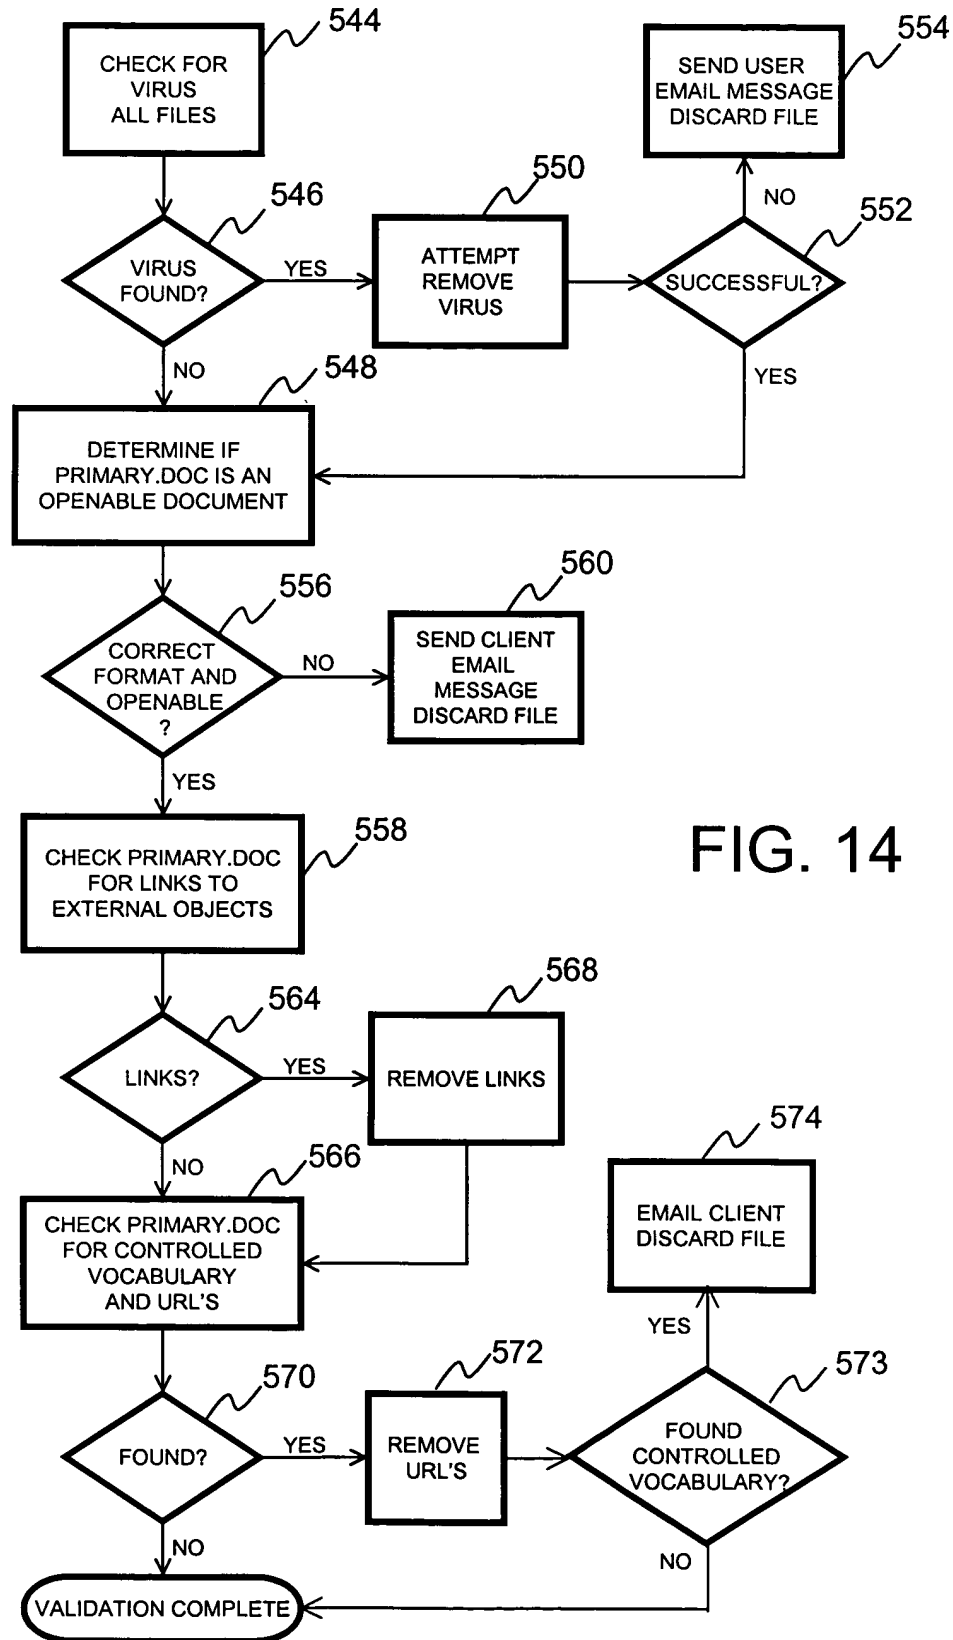 544
CHECK FOR
VIRUS
ALL FILES
554
SEND USER
EMAIL MESSAGE
DISCARD FILE
546
VIRUS
FOUND?
YES
550
ATTEMPT
REMOVE
VIRUS
NO
552
SUCCESSFUL?
YES
NO
548
DETERMINE IF
PRIMARY.DOC IS AN
OPENABLE DOCUMENT
556
CORRECT
FORMAT AND
OPENABLE
?
NO
560
SEND CLIENT
EMAIL
MESSAGE
DISCARD FILE
YES
558
CHECK PRIMARY.DOC
FOR LINKS TO
EXTERNAL OBJECTS
FIG. 14
564
LINKS?
YES
568
REMOVE LINKS
NO
566
CHECK PRIMARY.DOC
FOR CONTROLLED
VOCABULARY
AND URL'S
574
EMAIL CLIENT
DISCARD FILE
YES
570
FOUND?
YES
572
REMOVE
URL'S
573
FOUND
CONTROLLED
VOCABULARY?
NO
NO
VALIDATION COMPLETE